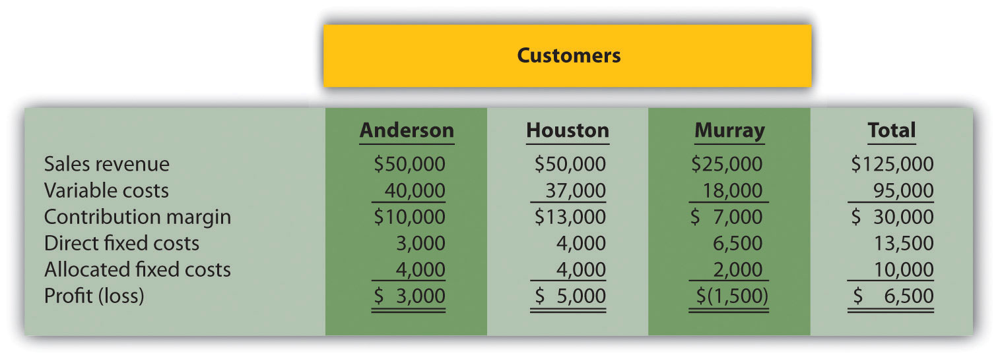 Customers
Anderson Houston Murray Total
Sales revenue $50,000 $50,000 $25,000 $125,000
Variable costs 40,000 37,000 18,000 95,000
Contribution margin $10,000 $13,000 $ 7,000 $ 30,000
Direct fixed costs 3,000 4,000 6,500 13,500
Allocated fixed costs 4,000 4,000 2,000 10,000
Profit (loss) $ 3,000 $ 5,000 $(1,500) $ 6,500